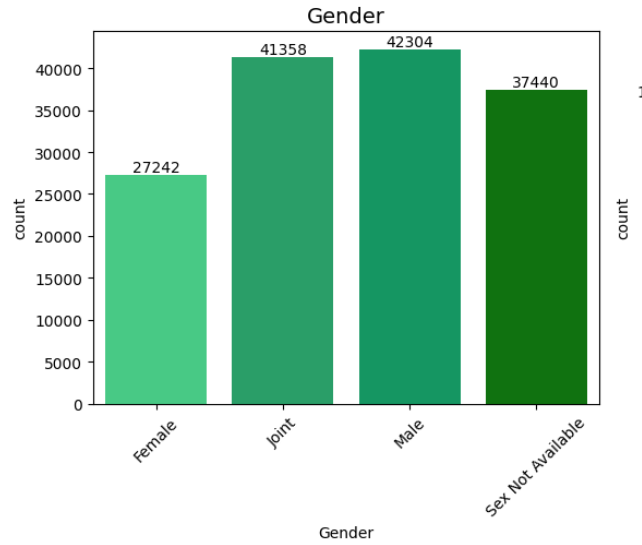 Gender
41358
42304
37440
27242
1
40000
35000
30000
25000
20000
15000
10000
5000
0
count
count
Female
Joint
Male
Sex Not Available
Gender